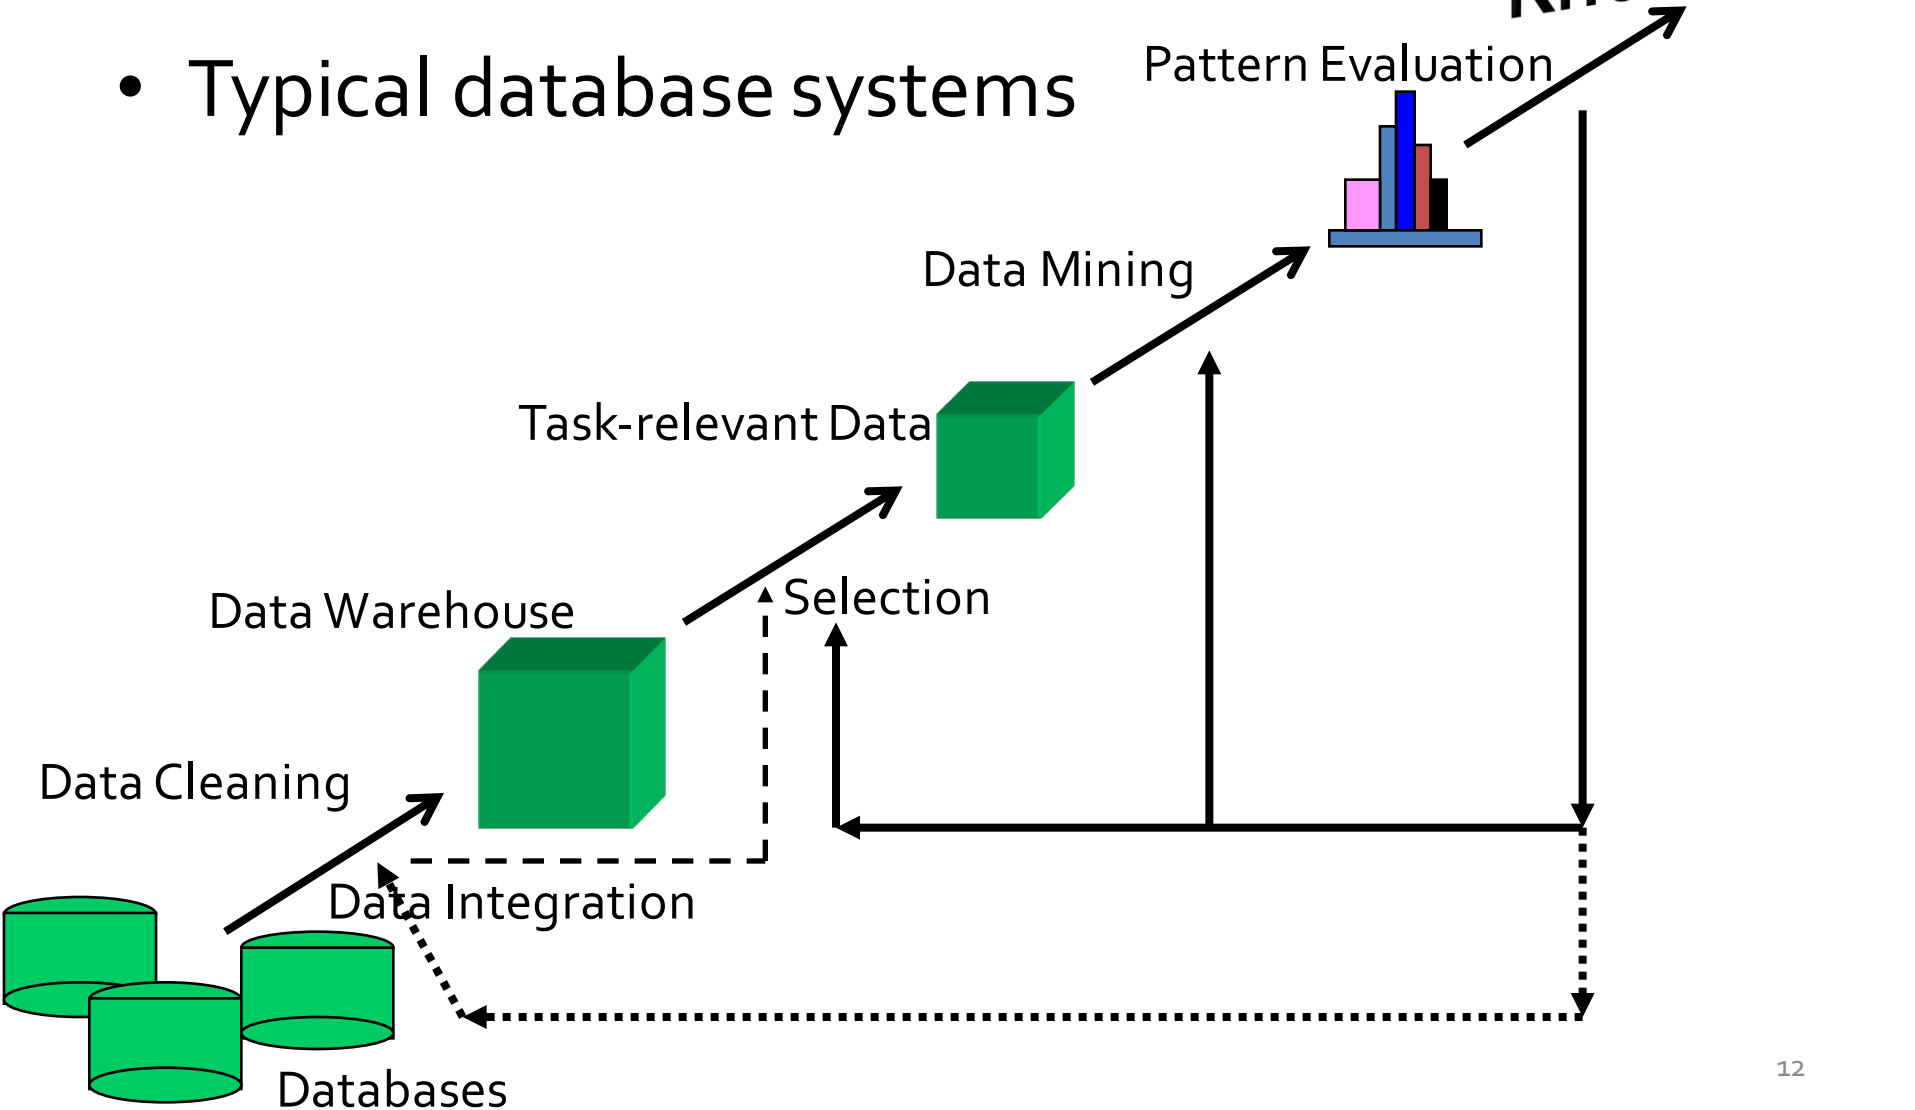 • Typical database systems
Pattern Evaluation
Data Mining
Task-relevant Data
Selection
Data Warehouse
Data Cleaning
Data Integration
Databases
12